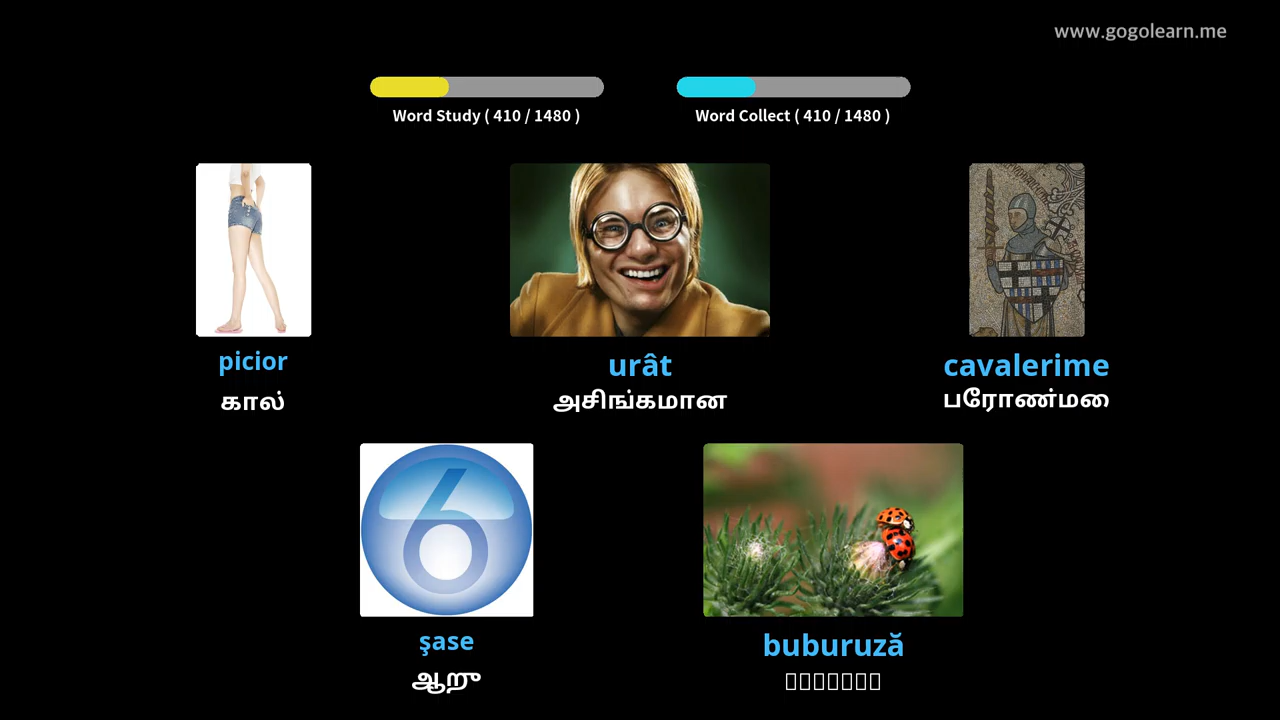 www.gogolearn.me
Word Study ( 410 / 1480 )
Word Collect ( 410 / 1480 )
picior
urât
cavalerime
கால்
அசிங்கமான
பரோண்மை
6
şase
buburuză
ஆறு